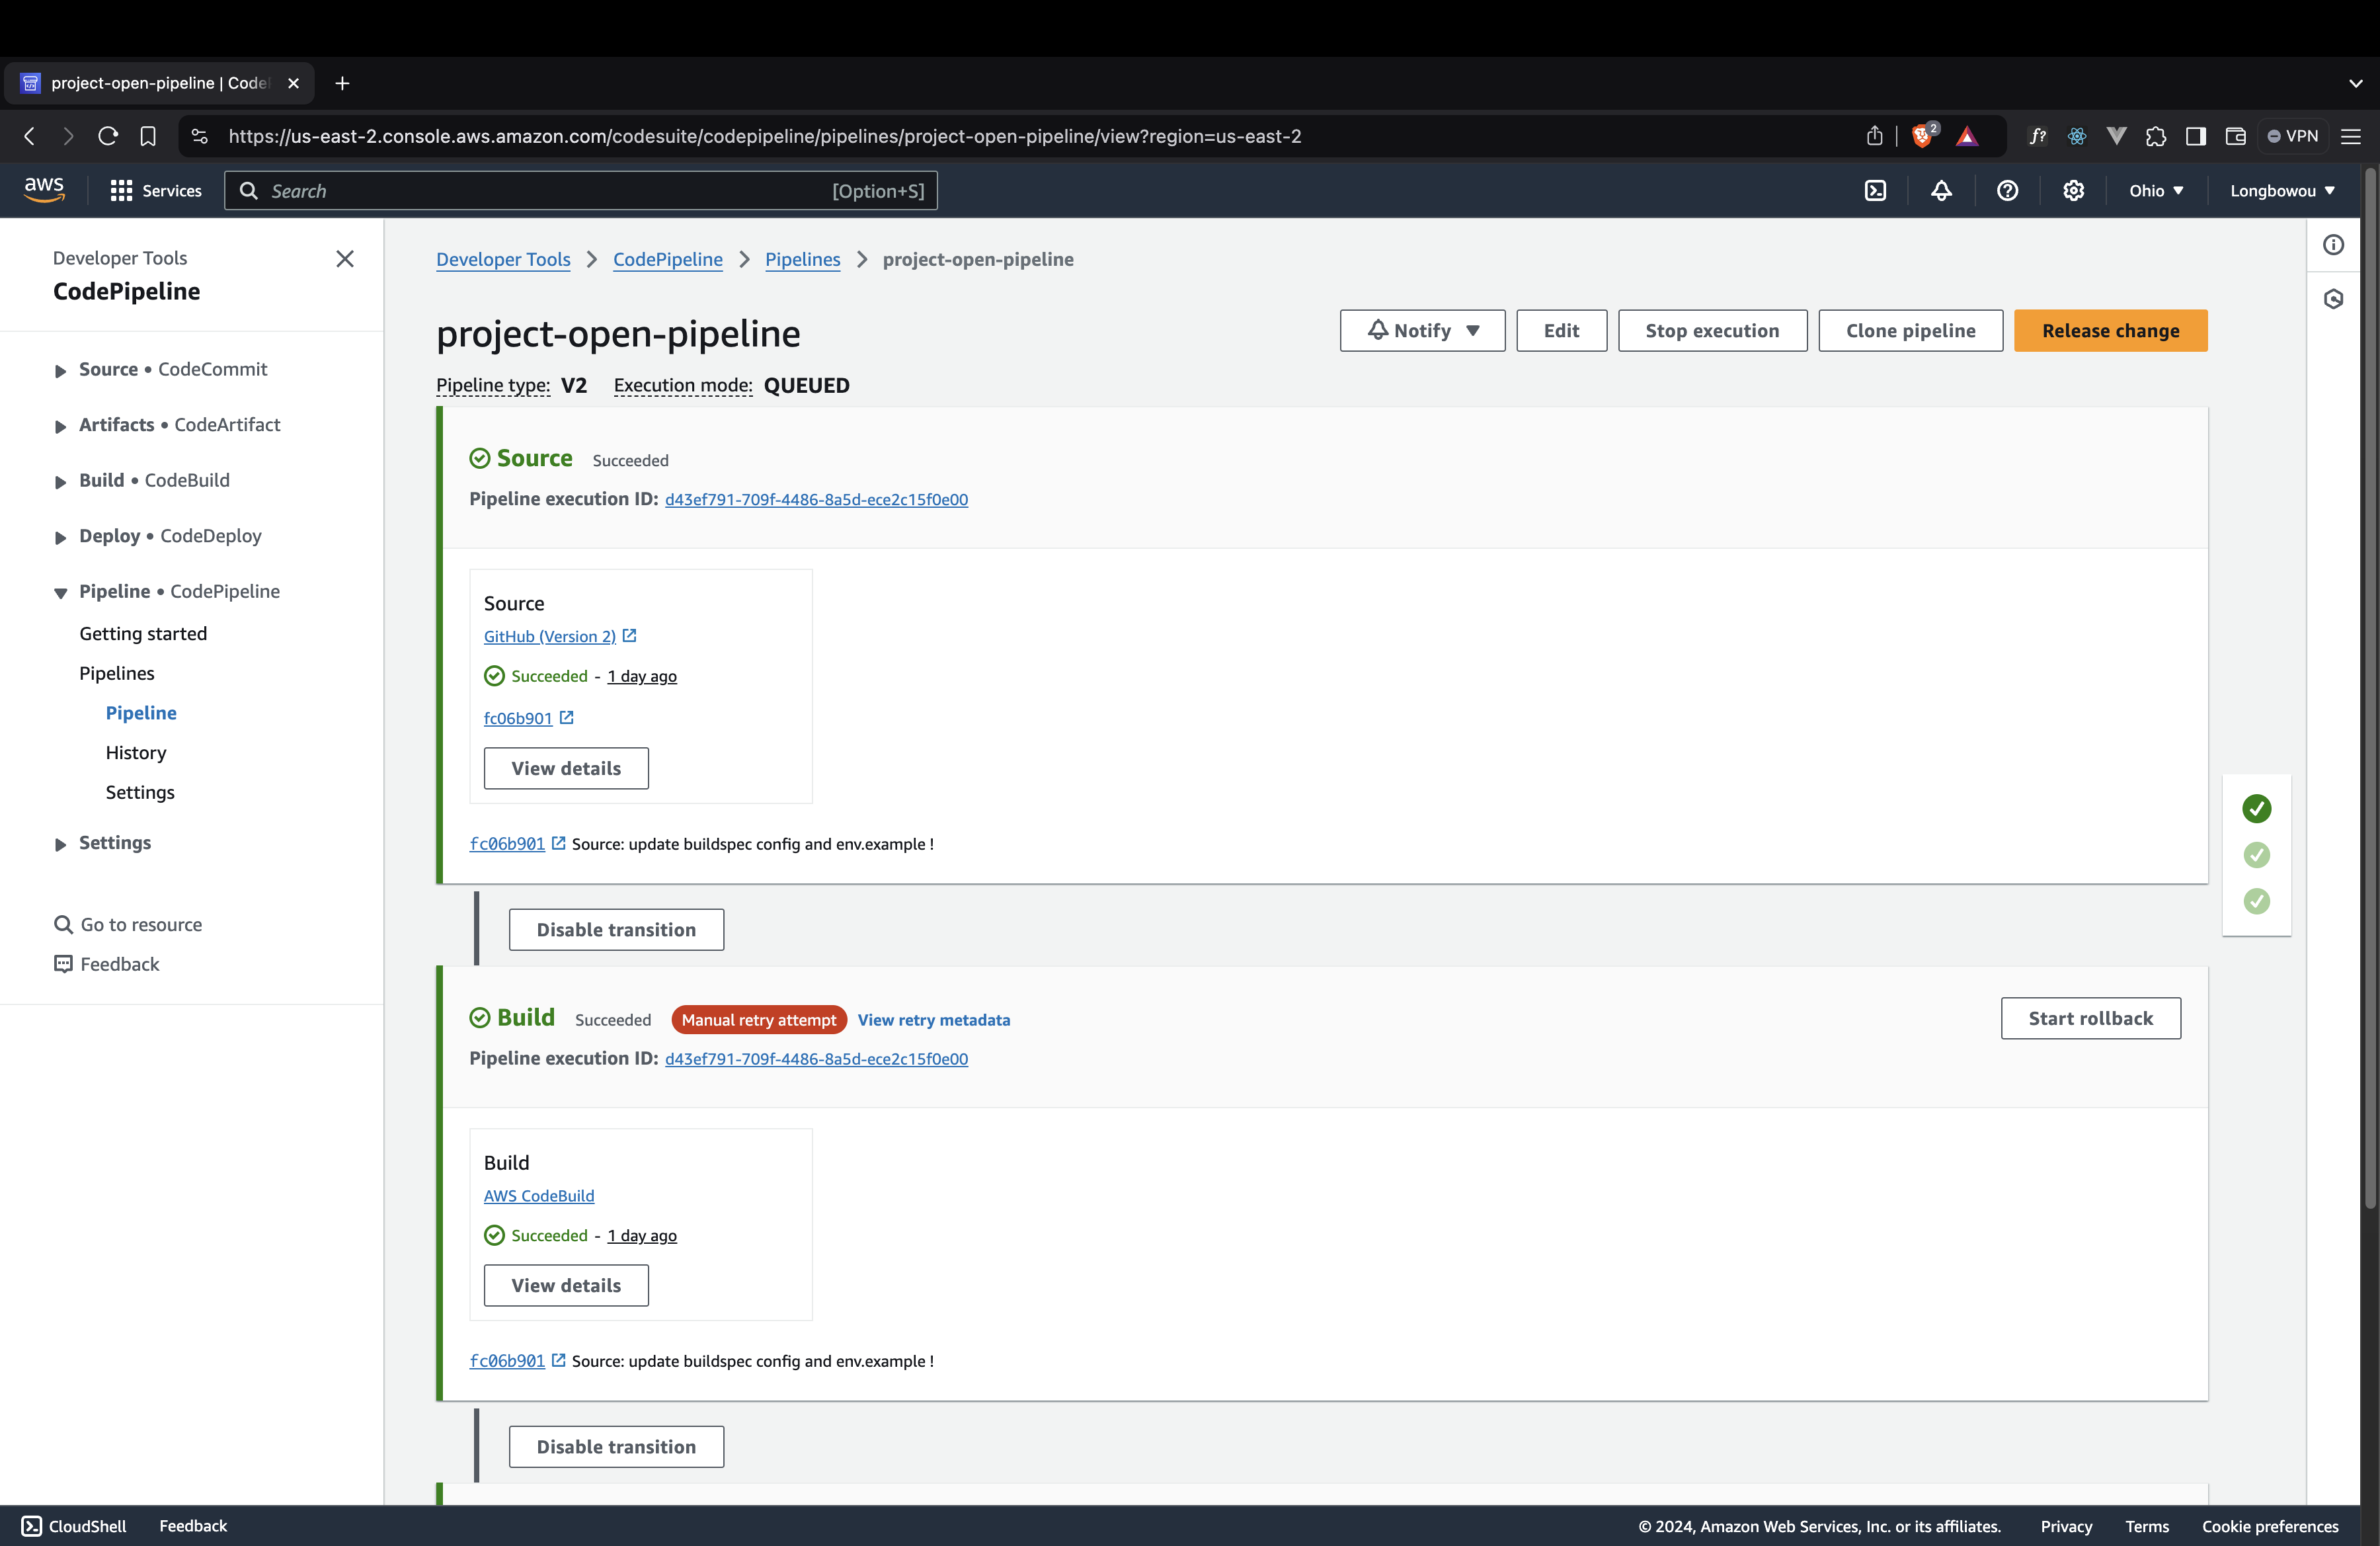 project-open-pipeline | Code
https://us-east-2.console.aws.amazon.com/codesuite/codepipeline/pipelines/project-open-pipeline/view?region=us-east-2
2
f?
VPN
aws
Services
Search
[Option+S]
Ohio
Longbowou
Developer Tools
CodePipeline
Source • CodeCommit
Artifacts • CodeArtifact
Build • CodeBuild
Deploy • CodeDeploy
Pipeline • CodePipeline
Getting started
Pipelines
Pipeline
History
Settings
Settings
Go to resource
Feedback
Developer Tools
CodePipeline
Pipelines
project-open-pipeline
project-open-pipeline
Notify
Edit
Stop execution
Clone pipeline
Release change
Pipeline type: V2 Execution mode: QUEUED
Source Succeeded
Pipeline execution ID: d43ef791-709f-4486-8a5d-ece2c15f0e00
Source
GitHub (Version 2)
Succeeded - 1 day ago
fc06b901
View details
fc06b901 Source: update buildspec config and env.example !
Disable transition
Build Succeeded Manual retry attempt View retry metadata
Start rollback
Pipeline execution ID: d43ef791-709f-4486-8a5d-ece2c15f0e00
Build
AWS CodeBuild
Succeeded - 1 day ago
View details
fc06b901 Source: update buildspec config and env.example !
Disable transition
CloudShell
Feedback
© 2024, Amazon Web Services, Inc. or its affiliates.
Privacy
Terms
Cookie preferences